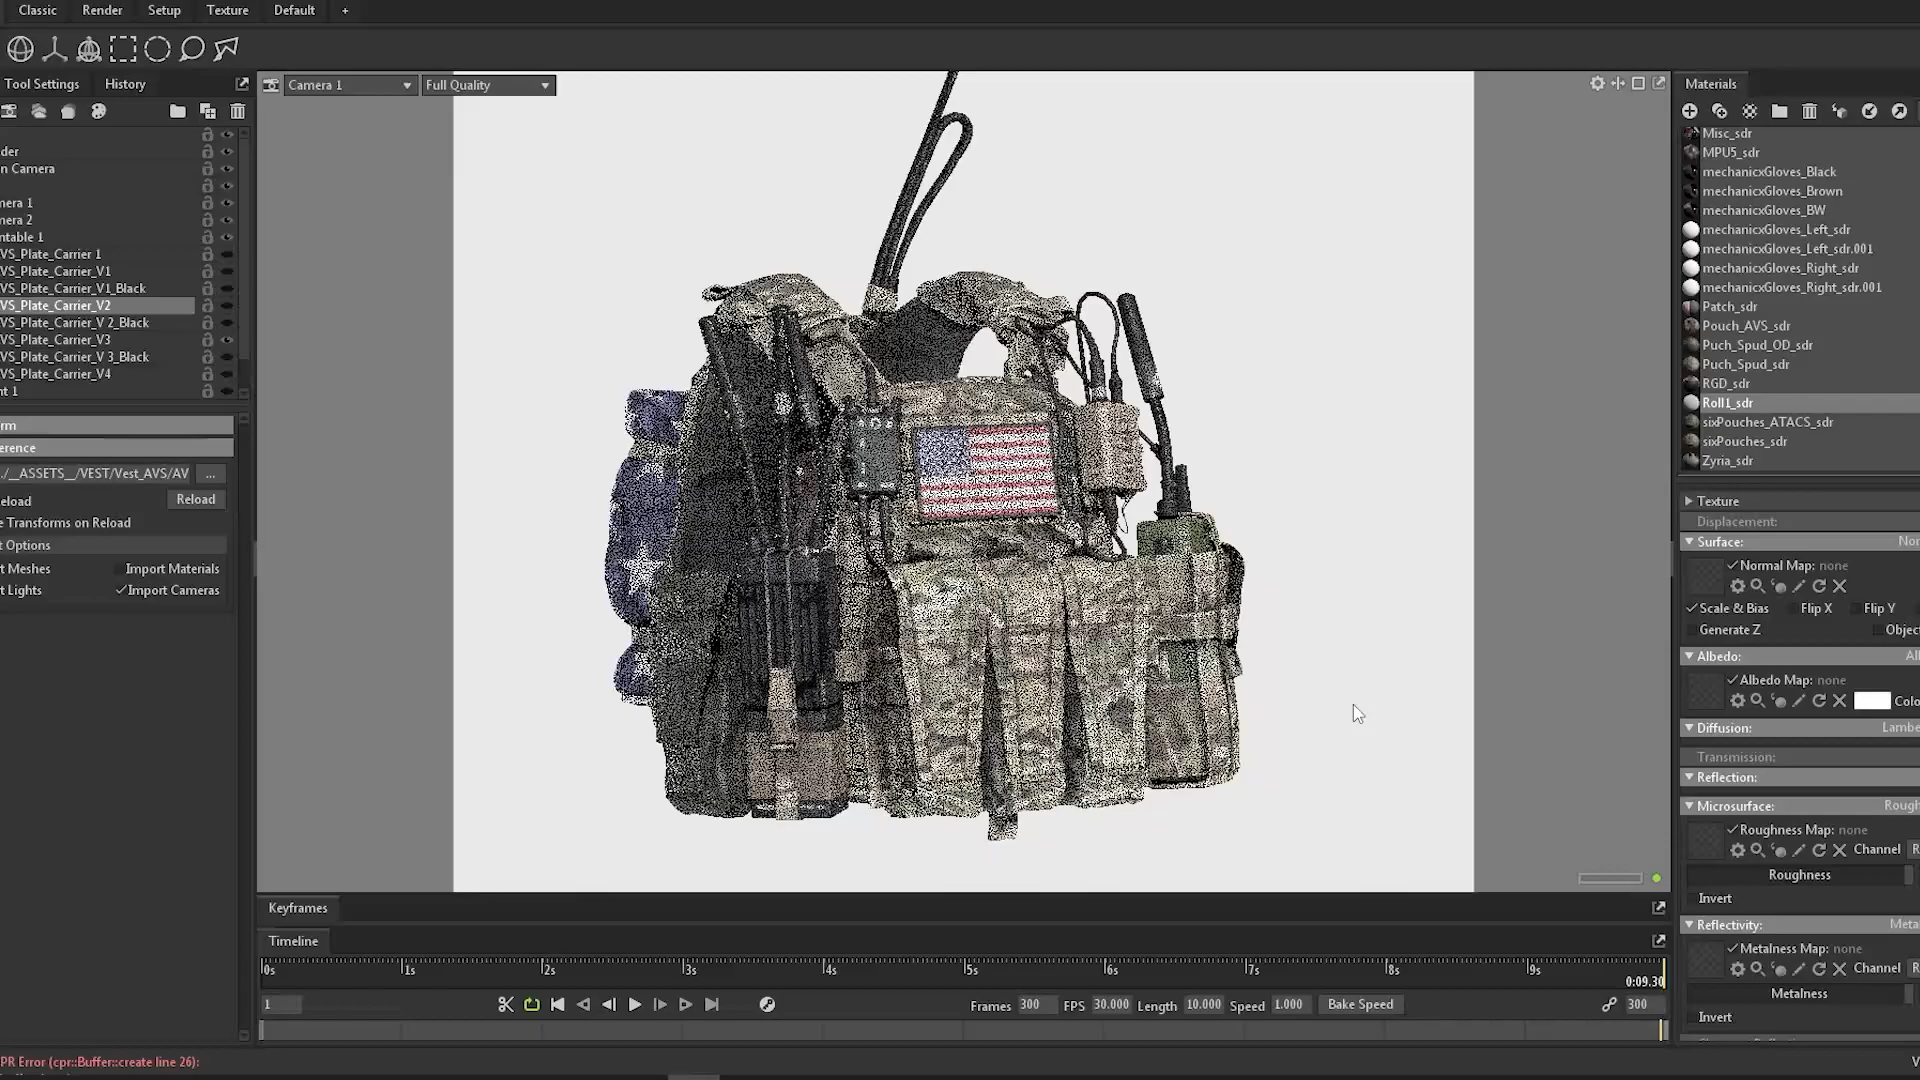 Classic Render Setup Texture Default +
Tool Settings History
Camera 1 Full Quality
Materials
der
n Camera
mera 1
mera 2
ntable 1
VS_Plate_Carrier 1
VS_Plate_Carrier_V1
VS_Plate_Carrier_V1_Black
VS_Plate_Carrier_V2
VS_Plate_Carrier_V 2_Black
VS_Plate_Carrier_V3
VS_Plate_Carrier_V 3_Black
VS_Plate_Carrier_V4
nt 1
rm
erence
./__ASSETS__/VEST/Vest_AVS/AV ...
eload Reload
e Transforms on Reload
t Options
t Meshes Import Materials
t Lights Import Cameras
Misc_sdr
MPU5_sdr
mechanicxGloves_Black
mechanicxGloves_Brown
mechanicxGloves_BW
mechanicxGloves_Left_sdr
mechanicxGloves_Left_sdr.001
mechanicxGloves_Right_sdr
mechanicxGloves_Right_sdr.001
Patch_sdr
Pouch_AVS_sdr
Puch_Spud_OD_sdr
Puch_Spud_sdr
RGD_sdr
Roll1_sdr
sixPouches_ATACS_sdr
sixPouches_sdr
Zyria_sdr
Texture
Displacement:
Surface: Nor
Normal Map: none
Scale & Bias Flip X Flip Y
Generate Z Object
Albedo: Al
Albedo Map: none
Colo
Diffusion: Lambe
Transmission:
Reflection:
Microsurface: Rough
Roughness Map: none
Channel R
Roughness
Invert
Reflectivity: Meta
Metalness Map: none
Channel R
Metalness
Invert
Keyframes
Timeline
0s 1s 2s 3s 4s 5s 6s 7s 8s 9s
0:09.30
1 Frames 300 FPS 30.000 Length 10.000 Speed 1.000 Bake Speed 300
PR Error (cpr::Buffer::create line 26):
V